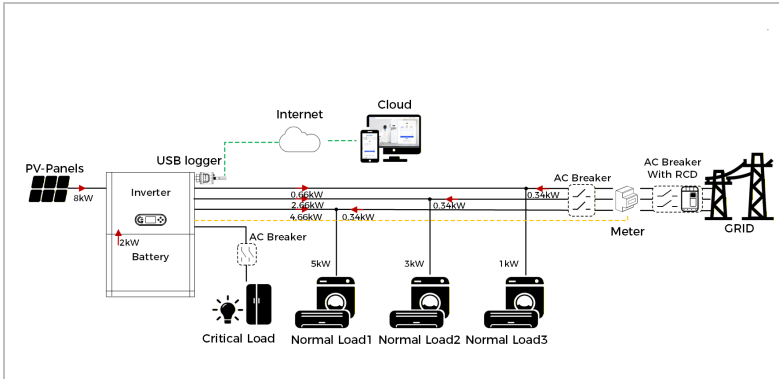 Cloud
Internet
USB logger
PV-Panels
8kW
Inverter
2kW
Battery
0.66kW
2.66kW
4.66kW
0.34kW
0.34kW
0.34kW
AC Breaker
AC Breaker
With RCD
Meter
GRID
AC Breaker
5kW
3kW
1kW
Critical Load
Normal Load1
Normal Load2
Normal Load3